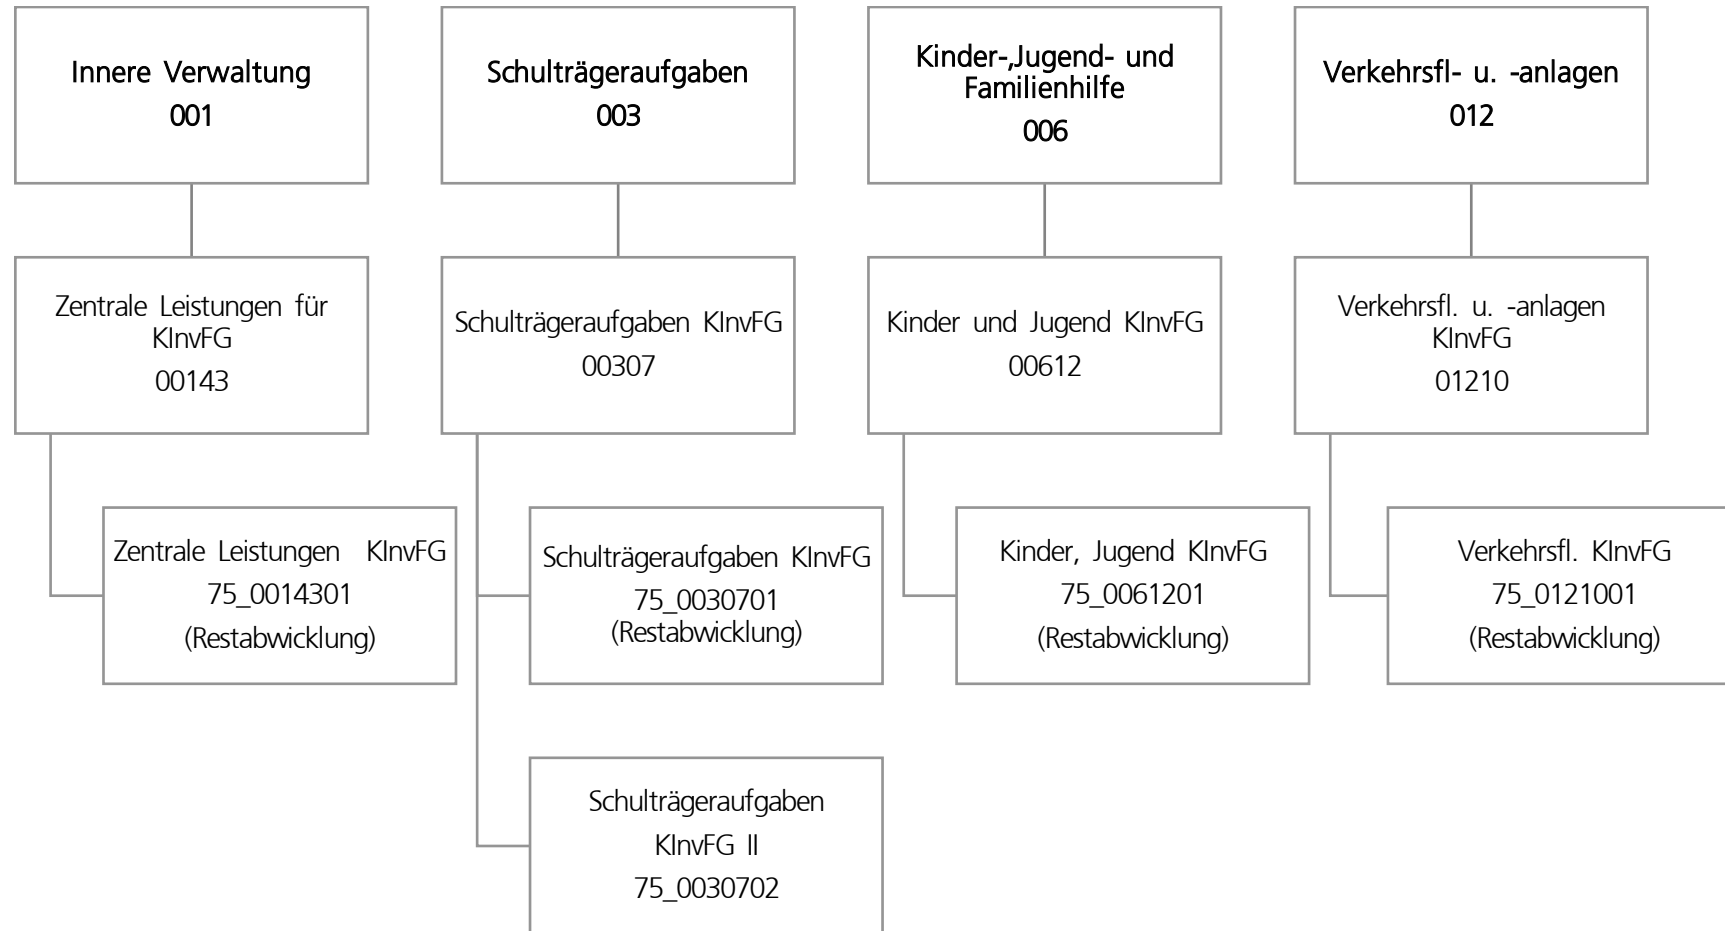 Innere Verwaltung
001
Schulträgeraufgaben
003
Kinder-,Jugend- und
Familienhilfe
006
Verkehrsfl- u. -anlagen
012
Zentrale Leistungen für
KInvFG
00143
Schulträgeraufgaben KInvFG
00307
Kinder und Jugend KInvFG
00612
Verkehrsfl. u. -anlagen
KInvFG
01210
Zentrale Leistungen KInvFG
75_0014301
(Restabwicklung)
Schulträgeraufgaben KInvFG
75_0030701
(Restabwicklung)
Kinder, Jugend KInvFG
75_0061201
(Restabwicklung)
Verkehrsfl. KInvFG
75_0121001
(Restabwicklung)
Schulträgeraufgaben
KInvFG II
75_0030702